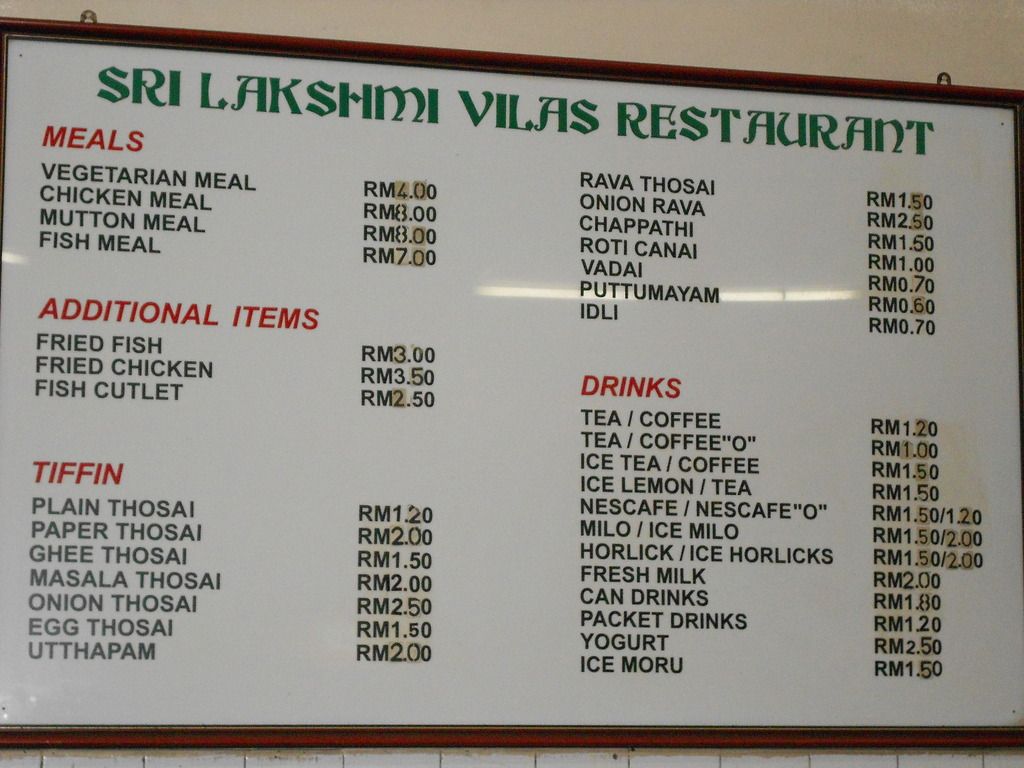 SRI LAKSHMI VILAS RESTAURANT
MEALS
VEGETARIAN MEAL RM4.00
CHICKEN MEAL RM8.00
MUTTON MEAL RM8.00
FISH MEAL RM7.00
ADDITIONAL ITEMS
FRIED FISH RM3.00
FRIED CHICKEN RM3.50
FISH CUTLET RM2.50
TIFFIN
PLAIN THOSAI RM1.20
PAPER THOSAI RM2.00
GHEE THOSAI RM1.50
MASALA THOSAI RM2.00
ONION THOSAI RM2.50
EGG THOSAI RM1.50
UTTHAPAM RM2.00
RAVA THOSAI RM1.50
ONION RAVA RM2.50
CHAPPATHI RM1.50
ROTI CANAI RM1.00
VADAI RM0.70
PUTTUMAYAM RM0.60
IDLI RM0.70
DRINKS
TEA / COFFEE RM1.20
TEA / COFFEE"O" RM1.00
ICE TEA / COFFEE RM1.50
ICE LEMON / TEA RM1.50
NESCAFE / NESCAFE"O" RM1.50/1.20
MILO / ICE MILO RM1.50/2.00
HORLICK / ICE HORLICKS RM1.50/2.00
FRESH MILK RM2.00
CAN DRINKS RM1.80
PACKET DRINKS RM1.20
YOGURT RM2.50
ICE MORU RM1.50